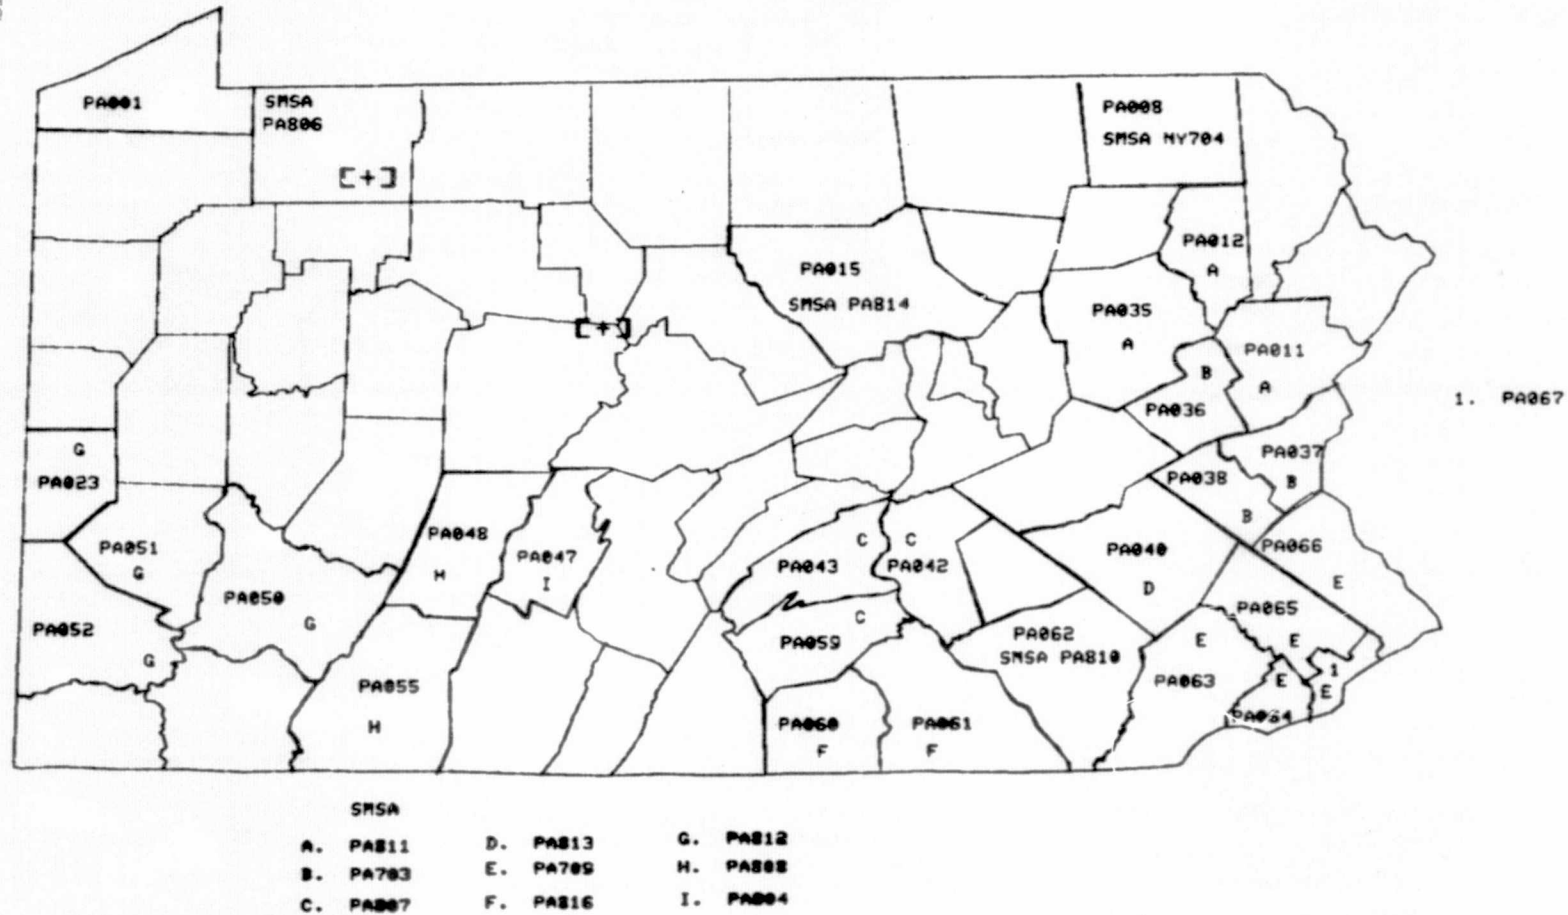 PA001
SMSA
PA806
PA008
SMSA NY704
[+]
PA012
A
PA015
SMSA PA814
PA035
A
[+]
PA011
A
B
PA036
1. PA067
G
PA023
PA037
B
PA038
B
PA048
H
PA047
I
PA051
G
C
PA043
C
PA042
PA040
D
PA066
E
PA050
G
PA052
G
C
PA059
PA062
SMSA PA810
PA065
E
E
PA063
1
E
E
PA064
PA055
H
PA060
F
PA061
F
SMSA
A. PA811 D. PA813 G. PA812
B. PA703 E. PA709 H. PA808
C. PA807 F. PA816 I. PA804